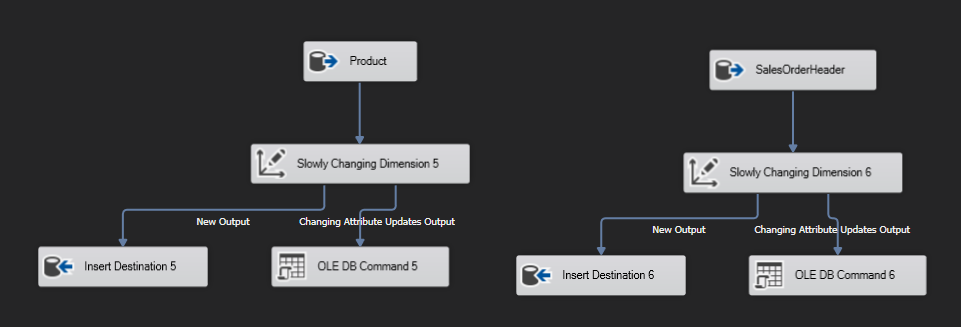 Product
SalesOrderHeader
Slowly Changing Dimension 5
Slowly Changing Dimension 6
New Output
Changing Attribute Updates Output
New Output
Changing Attribute Updates Output
Insert Destination 5
OLE DB Command 5
Insert Destination 6
OLE DB Command 6